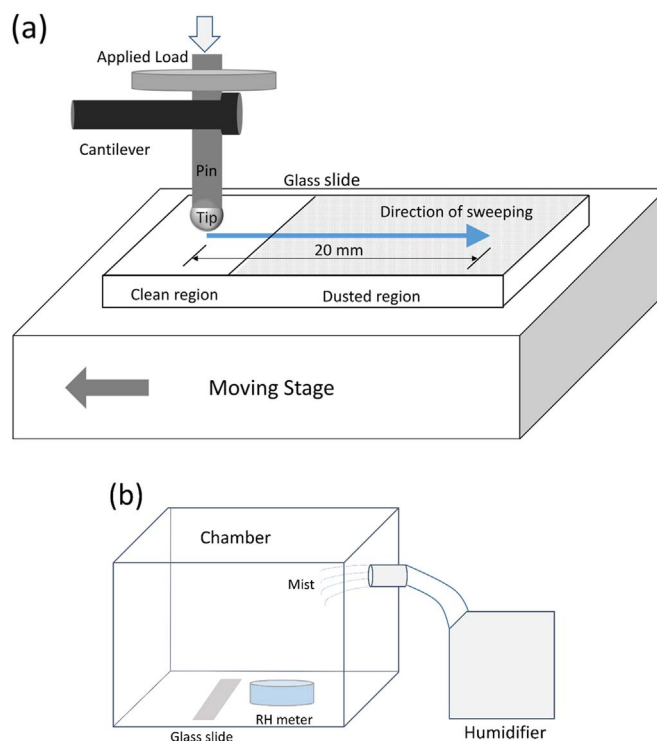 (a)
Applied Load
Cantilever
Pin
Tip
Glass slide
Direction of sweeping
20 mm
Clean region
Dusted region
Moving Stage
(b)
Chamber
Mist
Glass slide
RH meter
Humidifier